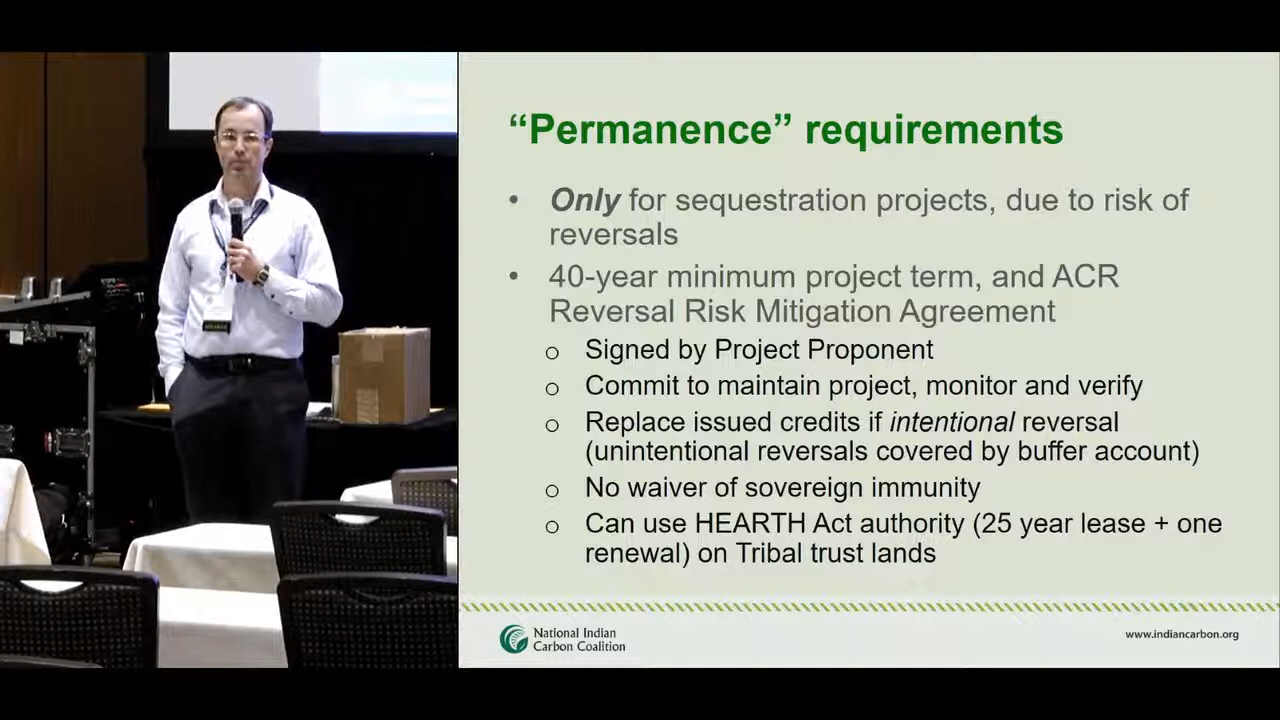 “Permanence” requirements
• Only for sequestration projects, due to risk of
reversals
• 40-year minimum project term, and ACR
Reversal Risk Mitigation Agreement
o Signed by Project Proponent
o Commit to maintain project, monitor and verify
o Replace issued credits if intentional reversal
(unintentional reversals covered by buffer account)
o No waiver of sovereign immunity
o Can use HEARTH Act authority (25 year lease + one
renewal) on Tribal trust lands
National Indian
Carbon Coalition
www.indiancarbon.org
SPEAKER